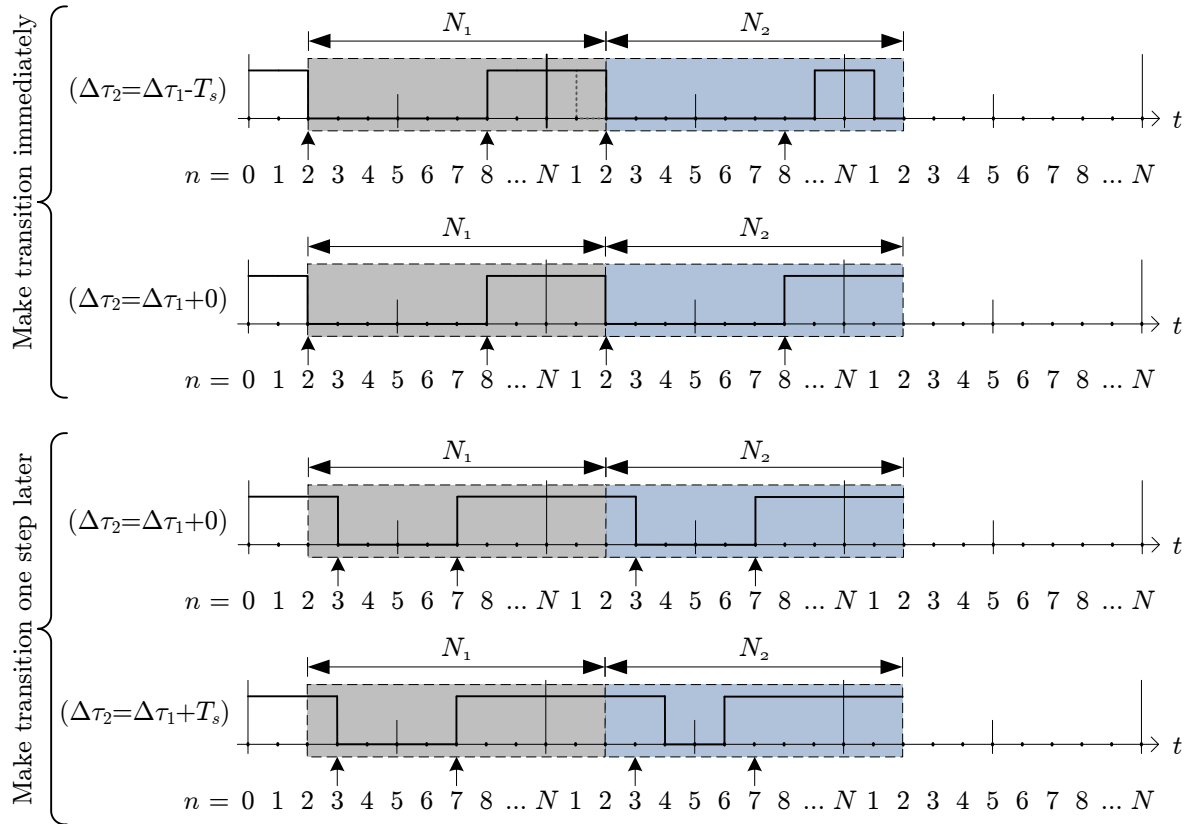 Make transition immediately
N₁ N₂
(Δτ₂=Δτ₁-Tₛ)
t
n = 0 1 2 3 4 5 6 7 8 ... N 1 2 3 4 5 6 7 8 ... N 1 2 3 4 5 6 7 8 ... N
N₁ N₂
(Δτ₂=Δτ₁+0)
t
n = 0 1 2 3 4 5 6 7 8 ... N 1 2 3 4 5 6 7 8 ... N 1 2 3 4 5 6 7 8 ... N
Make transition one step later
N₁ N₂
(Δτ₂=Δτ₁+0)
t
n = 0 1 2 3 4 5 6 7 8 ... N 1 2 3 4 5 6 7 8 ... N 1 2 3 4 5 6 7 8 ... N
N₁ N₂
(Δτ₂=Δτ₁+Tₛ)
t
n = 0 1 2 3 4 5 6 7 8 ... N 1 2 3 4 5 6 7 8 ... N 1 2 3 4 5 6 7 8 ... N